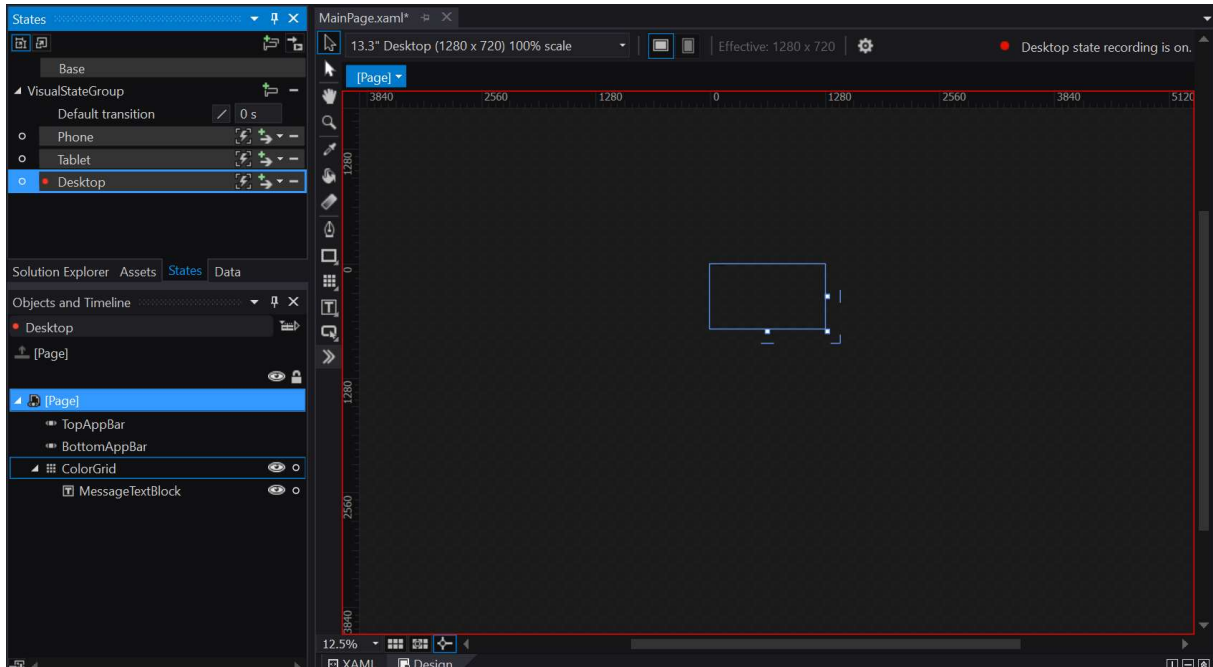 States
Base
VisualStateGroup
Default transition 0 s
Phone
Tablet
Desktop
Solution Explorer Assets States Data
Objects and Timeline
Desktop
[Page]
[Page]
TopAppBar
BottomAppBar
ColorGrid
MessageTextBlock
MainPage.xaml*
13.3" Desktop (1280 x 720) 100% scale Effective: 1280 x 720 Desktop state recording is on.
[Page]
3840 2560 1280 0 1280 2560 3840 5120
1280
0
1280
2560
3840
12.5%
XAML Design